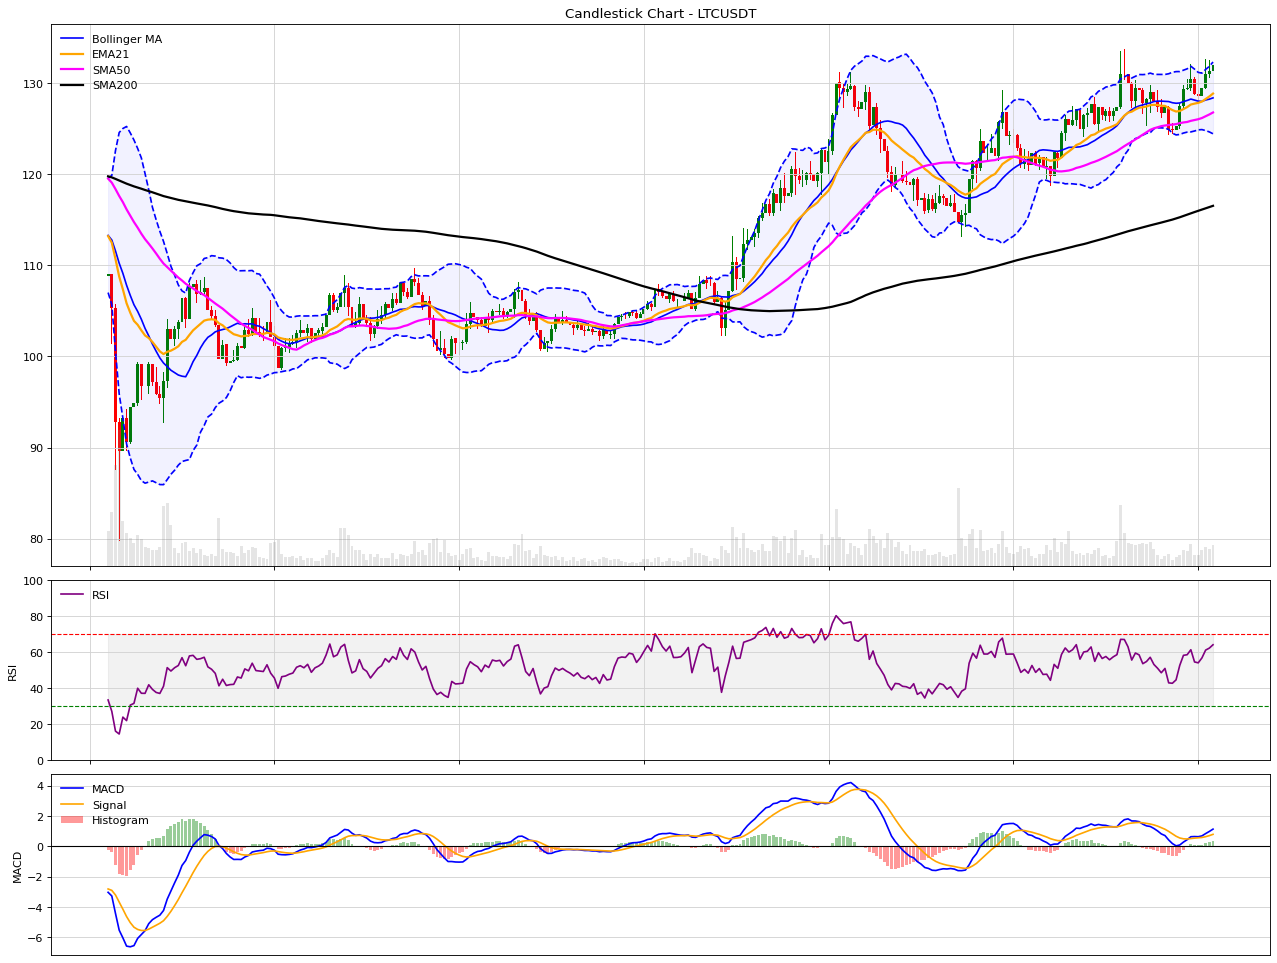 Candlestick Chart - LTCUSDT
Bollinger MA
EMA21
SMA50
SMA200
130
120
110
100
90
80
100
80
60
40
20
0
RSI
RSI
4
2
0
−2
−4
−6
MACD
MACD
Signal
Histogram